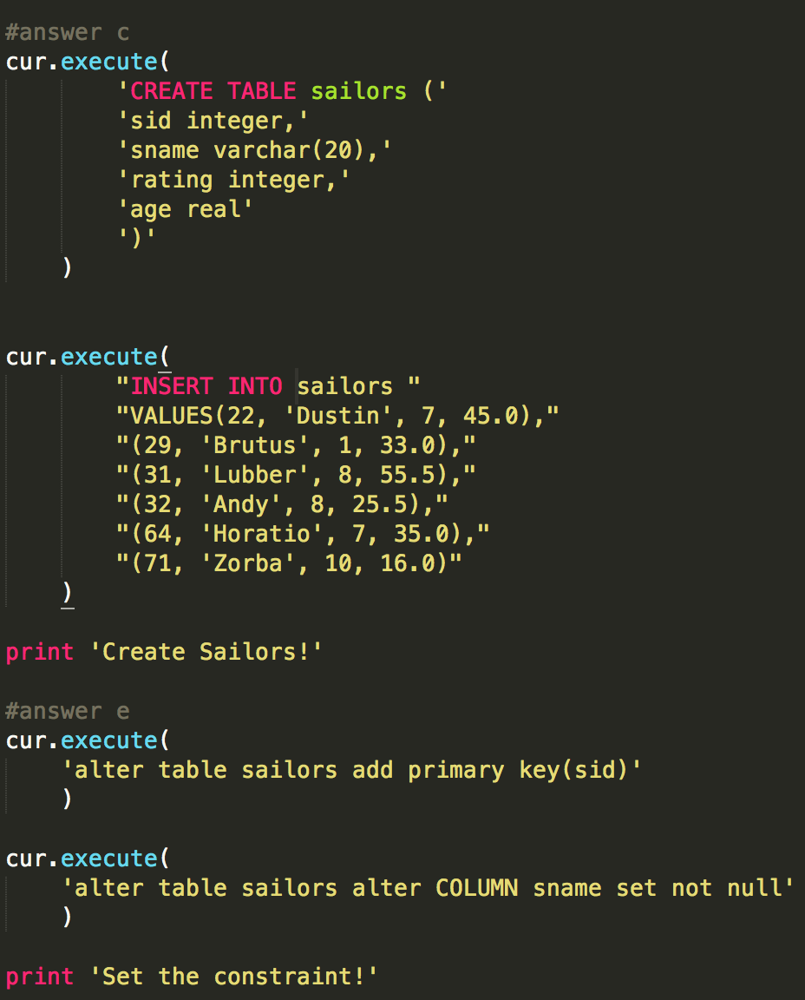 #answer c
cur.execute(
'CREATE TABLE sailors ('
'sid integer,'
'sname varchar(20),'
'rating integer,'
'age real'
')'
)
cur.execute(
"INSERT INTO sailors "
"VALUES(22, 'Dustin', 7, 45.0),"
"(29, 'Brutus', 1, 33.0),"
"(31, 'Lubber', 8, 55.5),"
"(32, 'Andy', 8, 25.5),"
"(64, 'Horatio', 7, 35.0),"
"(71, 'Zorba', 10, 16.0)"
)
print 'Create Sailors!'
#answer e
cur.execute(
'alter table sailors add primary key(sid)'
)
cur.execute(
'alter table sailors alter COLUMN sname set not null'
)
print 'Set the constraint!'